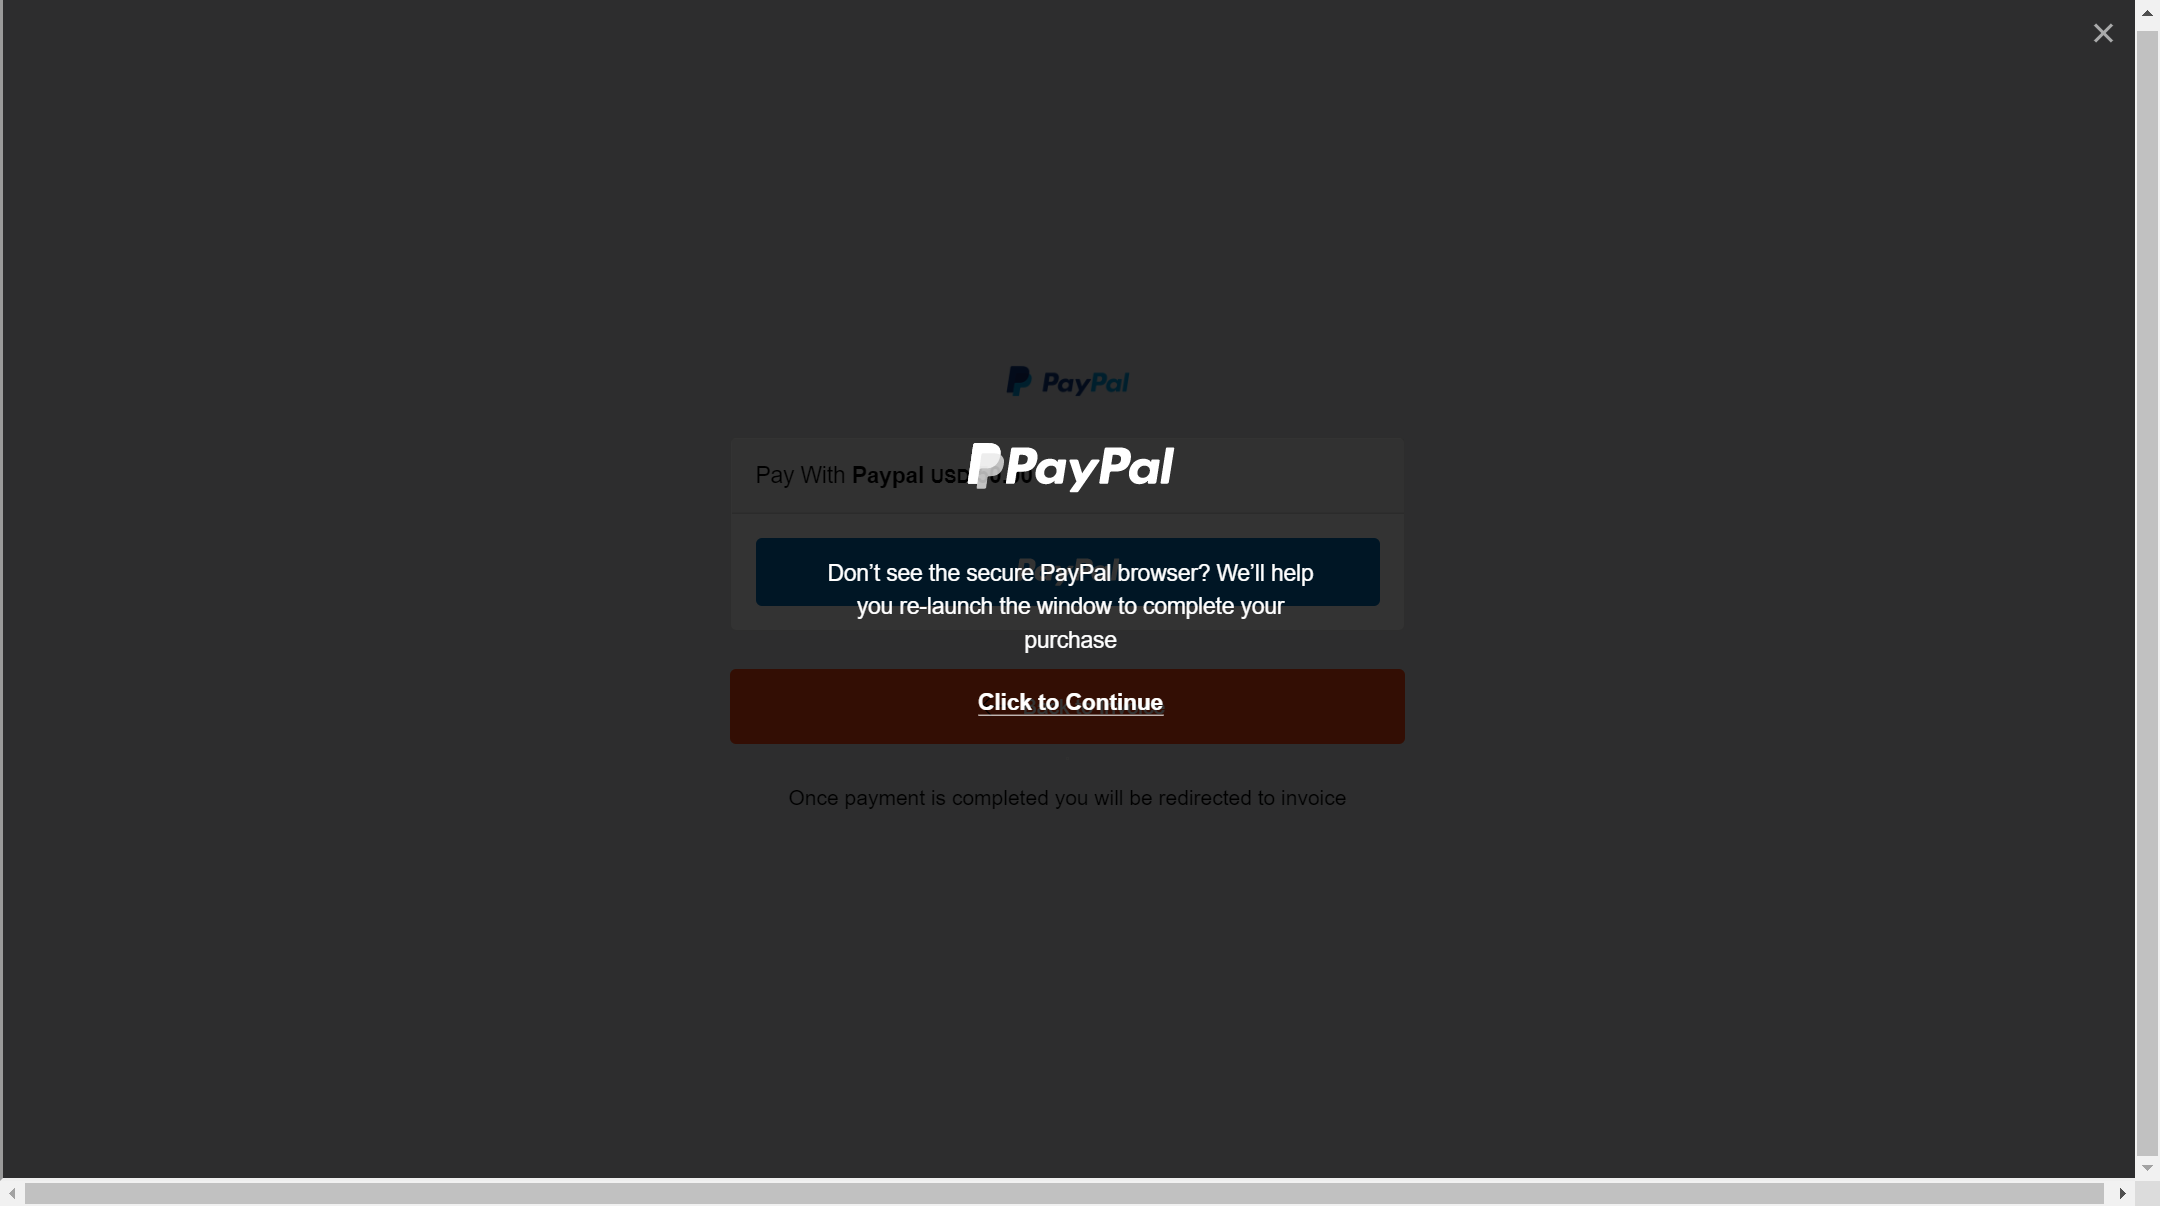 PayPal
PayPal
Pay With Paypal USD
Don’t see the secure PayPal browser? We’ll help
you re-launch the window to complete your
purchase
Click to Continue
Once payment is completed you will be redirected to invoice